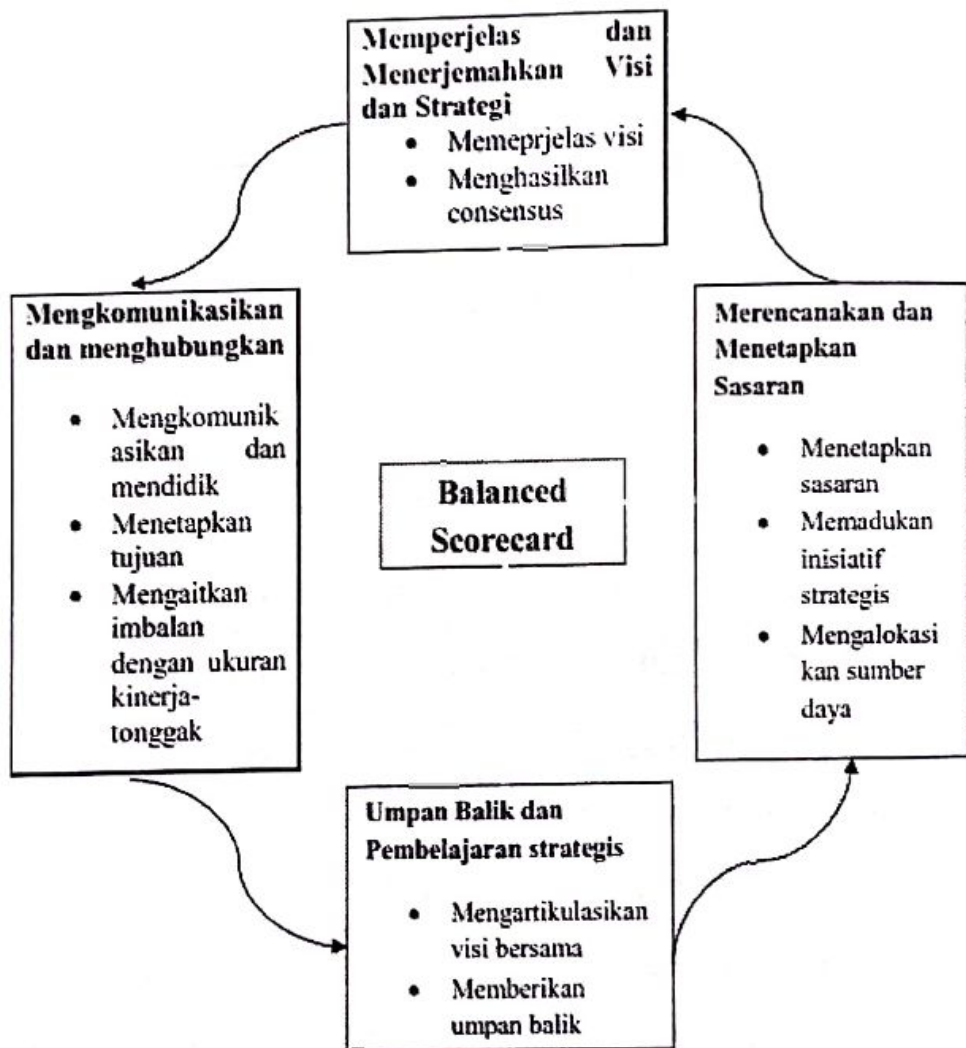 Memperjelas dan
Menerjemahkan Visi
dan Strategi
• Memeprjelas visi
• Menghasilkan
consensus
Mengkomunikasikan
dan menghubungkan
• Mengkomunik
asikan dan
mendidik
• Menetapkan
tujuan
• Mengaitkan
imbalan
dengan ukuran
kinerja-
tonggak
Balanced
Scorecard
Merencanakan dan
Menetapkan
Sasaran
• Menetapkan
sasaran
• Memadukan
inisiatif
strategis
• Mengalokasi
kan sumber
daya
Umpan Balik dan
Pembelajaran strategis
• Mengartikulasikan
visi bersama
• Memberikan
umpan balik